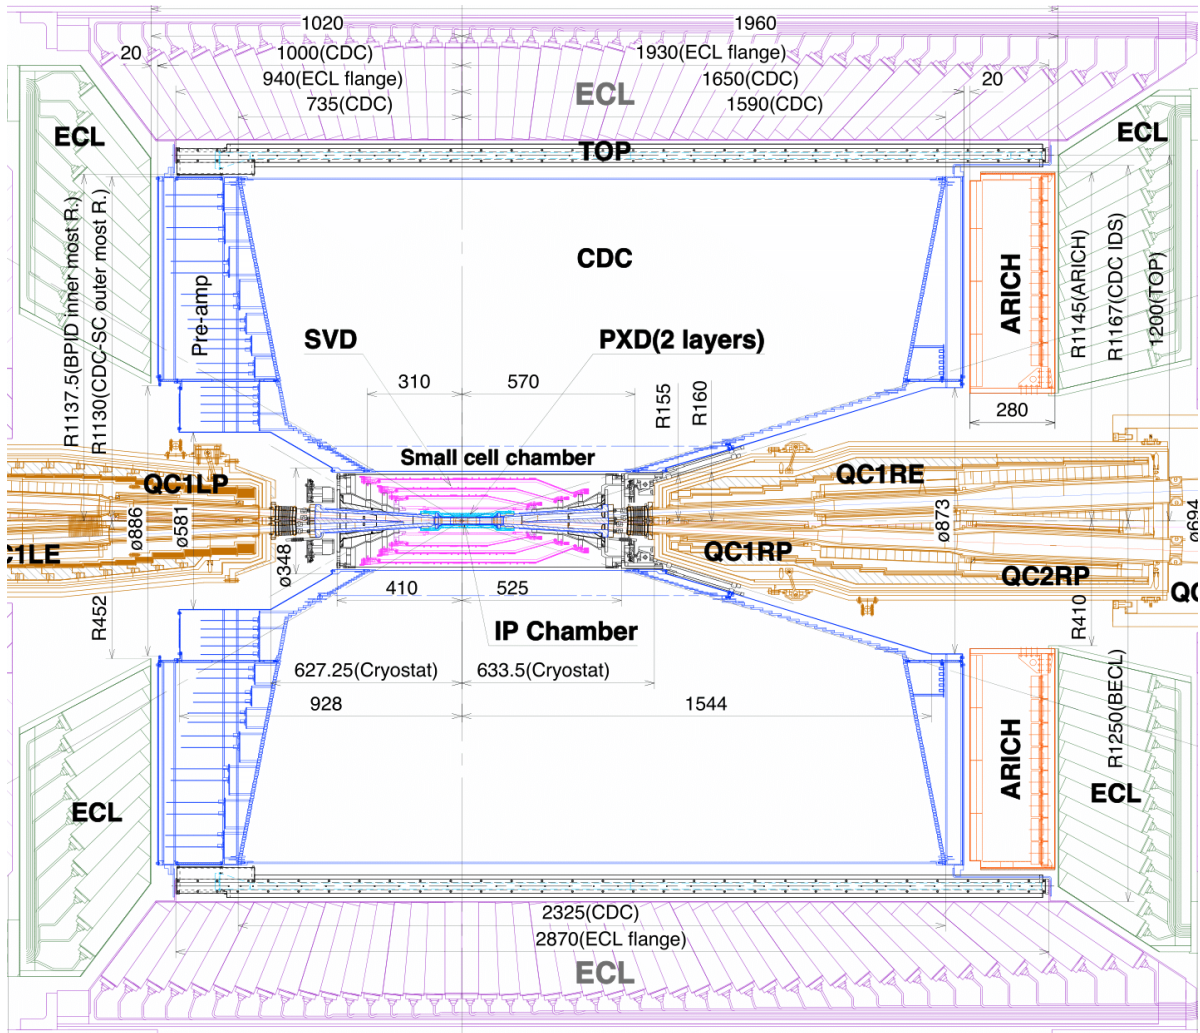 1020
1960
20
1000(CDC)
1930(ECL flange)
940(ECL flange)
ECL
1650(CDC)
20
735(CDC)
1590(CDC)
ECL
ECL
TOP
R1137.5(BPID inner most R.)
R1130(CDC-SC outer most R.)
Pre-amp
CDC
ARICH
R1145(ARICH)
R1167(CDC IDS)
1200(TOP)
SVD
PXD(2 layers)
310
570
R155
R160
280
Small cell chamber
QC1LP
QC1RE
C1LE
ø886
ø581
ø348
QC1RP
ø873
ø694
QC2RP
QC
R452
410
525
R410
IP Chamber
627.25(Cryostat)
633.5(Cryostat)
928
1544
R1250(BECL)
ARICH
ECL
ECL
2325(CDC)
2870(ECL flange)
ECL